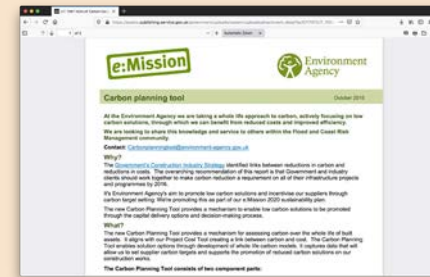 e:Mission
Environment
Agency
Carbon planning tool
October 2015
At the Environment Agency we are taking a whole life approach to carbon, actively focusing on low
carbon solutions, through which we can benefit from reduced costs and improved efficiency.
We are looking to share this knowledge and service to others within the Flood and Coast Risk
Management community.
Contact: Carbonplanningtool@environment-agency.gov.uk
Why?
The Government's Construction Industry Strategy identified links between reductions in carbon and
reductions in costs. The overarching recommendation of this report is that Government and industry
clients should work together to make carbon reduction a requirement on all of their infrastructure projects
and programmes by 2016.
It's Environment Agency's aim to promote low carbon solutions and incentivise our suppliers through
carbon target setting. We're promoting this as part of our e:Mission 2020 sustainability plan.
The new Carbon Planning Tool provides a mechanism to enable low carbon solutions to be promoted
through the capital delivery options and decision-making process.
What?
The new Carbon Planning Tool provides a mechanism for assessing carbon over the whole life of built
assets. It aligns with our Project Cost Tool creating a link between carbon and cost. The Carbon Planning
Tool enables solution options through development of whole life carbon models. It captures data that will
allow us to set supplier carbon targets and supports the promotion of reduced carbon solutions on our
construction works.
The Carbon Planning Tool consists of two component parts: